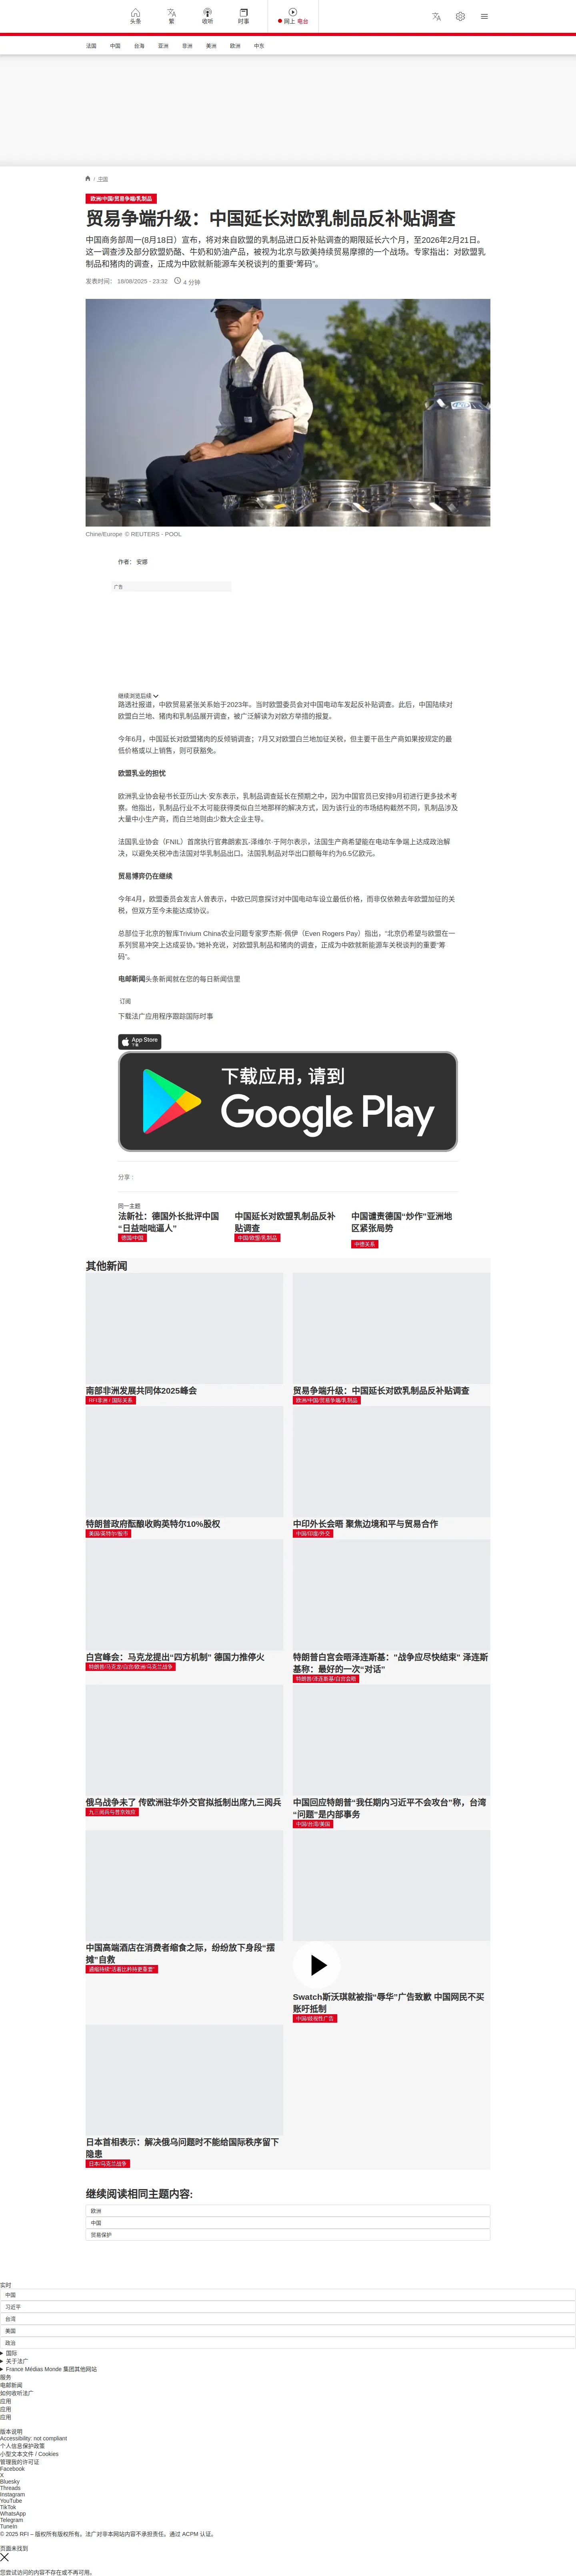 头条
繁
收听
时事
网上 电台
法国 中国 台海 亚洲 非洲 美洲 欧洲 中东
/ 中国
欧洲/中国/贸易争端/乳制品
贸易争端升级：中国延长对欧乳制品反补贴调查
中国商务部周一(8月18日）宣布，将对来自欧盟的乳制品进口反补贴调查的期限延长六个月，至2026年2月21日。
这一调查涉及部分欧盟奶酪、牛奶和奶油产品，被视为北京与欧美持续贸易摩擦的一个战场。专家指出：对欧盟乳
制品和猪肉的调查，正成为中欧就新能源车关税谈判的重要“筹码”。
发表时间： 18/08/2025 - 23:32 4 分钟
Chine/Europe © REUTERS - POOL
作者： 安娜
广告
继续浏览后续
路透社报道，中欧贸易紧张关系始于2023年。当时欧盟委员会对中国电动车发起反补贴调查。此后，中国陆续对
欧盟白兰地、猪肉和乳制品展开调查，被广泛解读为对欧方举措的报复。
今年6月，中国延长对欧盟猪肉的反倾销调查；7月又对欧盟白兰地加征关税，但主要干邑生产商如果按规定的最
低价格或以上销售，则可获豁免。
欧盟乳业的担忧
欧洲乳业协会秘书长亚历山大·安东表示，乳制品调查延长在预期之中，因为中国官员已安排9月初进行更多技术考
察。他指出，乳制品行业不太可能获得类似白兰地那样的解决方式，因为该行业的市场结构截然不同，乳制品涉及
大量中小生产商，而白兰地则由少数大企业主导。
法国乳业协会（FNIL）首席执行官弗朗索瓦-泽维尔·于阿尔表示，法国生产商希望能在电动车争端上达成政治解
决，以避免关税冲击法国对华乳制品出口。法国乳制品对华出口额每年约为6.5亿欧元。
贸易博弈仍在继续
今年4月，欧盟委员会发言人曾表示，中欧已同意探讨对中国电动车设立最低价格，而非仅依赖去年欧盟加征的关
税，但双方至今未能达成协议。
总部位于北京的智库Trivium China农业问题专家罗杰斯·佩伊（Even Rogers Pay）指出，“北京仍希望与欧盟在一
系列贸易冲突上达成妥协。”她补充说，对欧盟乳制品和猪肉的调查，正成为中欧就新能源车关税谈判的重要“筹
码”。
电邮新闻头条新闻就在您的每日新闻信里
订阅
下载法广应用程序跟踪国际时事
App Store
下载
下载应用，请到
Google Play
分享 :
同一主题
法新社：德国外长批评中国
“日益咄咄逼人”
德国/中国
中国延长对欧盟乳制品反补
贴调查
中国/欧盟/乳制品
中国谴责德国“炒作”亚洲地
区紧张局势
中德关系
其他新闻
南部非洲发展共同体2025峰会
RFI非洲 / 国际关系
贸易争端升级：中国延长对欧乳制品反补贴调查
欧洲/中国/贸易争端/乳制品
特朗普政府酝酿收购英特尔10%股权
美国/英特尔/股市
中印外长会晤 聚焦边境和平与贸易合作
中国/印度/外交
白宫峰会：马克龙提出“四方机制” 德国力推停火
特朗普/马克龙/白宫/欧洲/乌克兰战争
特朗普白宫会晤泽连斯基："战争应尽快结束" 泽连斯
基称：最好的一次“对话”
特朗普/泽连斯基/白宫会晤
俄乌战争未了 传欧洲驻华外交官拟抵制出席九三阅兵
九三阅兵与普京效应
中国回应特朗普“我任期内习近平不会攻台”称，台湾
“问题”是内部事务
中国/台湾/美国
中国高端酒店在消费者缩食之际，纷纷放下身段“摆
摊”自救
通缩持续“活着比矜持更重要”
Swatch斯沃琪就被指“辱华”广告致歉 中国网民不买
账吁抵制
中国/歧视性广告
日本首相表示：解决俄乌问题时不能给国际秩序留下
隐患
日本/乌克兰战争
继续阅读相同主题内容:
欧洲
中国
贸易保护
实时
中国
习近平
台湾
美国
政治
国际
关于法广
France Médias Monde 集团其他网站
服务
电邮新闻
如何收听法广
应用
应用
应用
版本说明
Accessibility: not compliant
个人信息保护政策
小型文本文件 / Cookies
管理我的许可证
Facebook
X
Bluesky
Threads
Instagram
YouTube
TikTok
WhatsApp
Telegram
TuneIn
© 2025 RFI – 版权所有版权所有。法广对非本网站内容不承担责任。通过 ACPM 认证。
页面未找到
您尝试访问的内容不存在或不再可用。